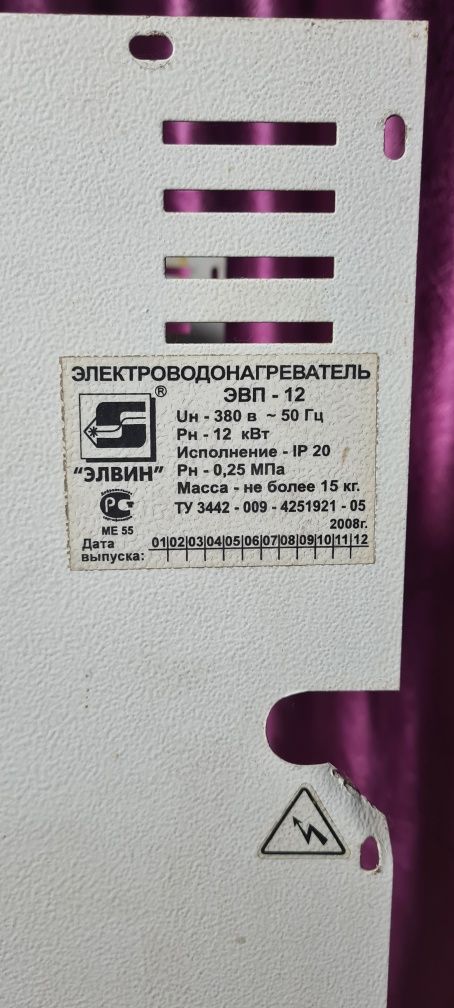 ЭЛЕКТРОВОДОНАГРЕВАТЕЛЬ
ЭВП - 12
®
Uн - 380 в ~ 50 Гц
Рн - 12 кВт
Исполнение - IP 20
"ЭЛВИН" Рн - 0,25 МПа
Масса - не более 15 кг.
ТУ 3442 - 009 - 4251921 - 05
МЕ 55
2008г.
Дата выпуска: 01|02|03|04|05|06|07|08|09|10|11|12